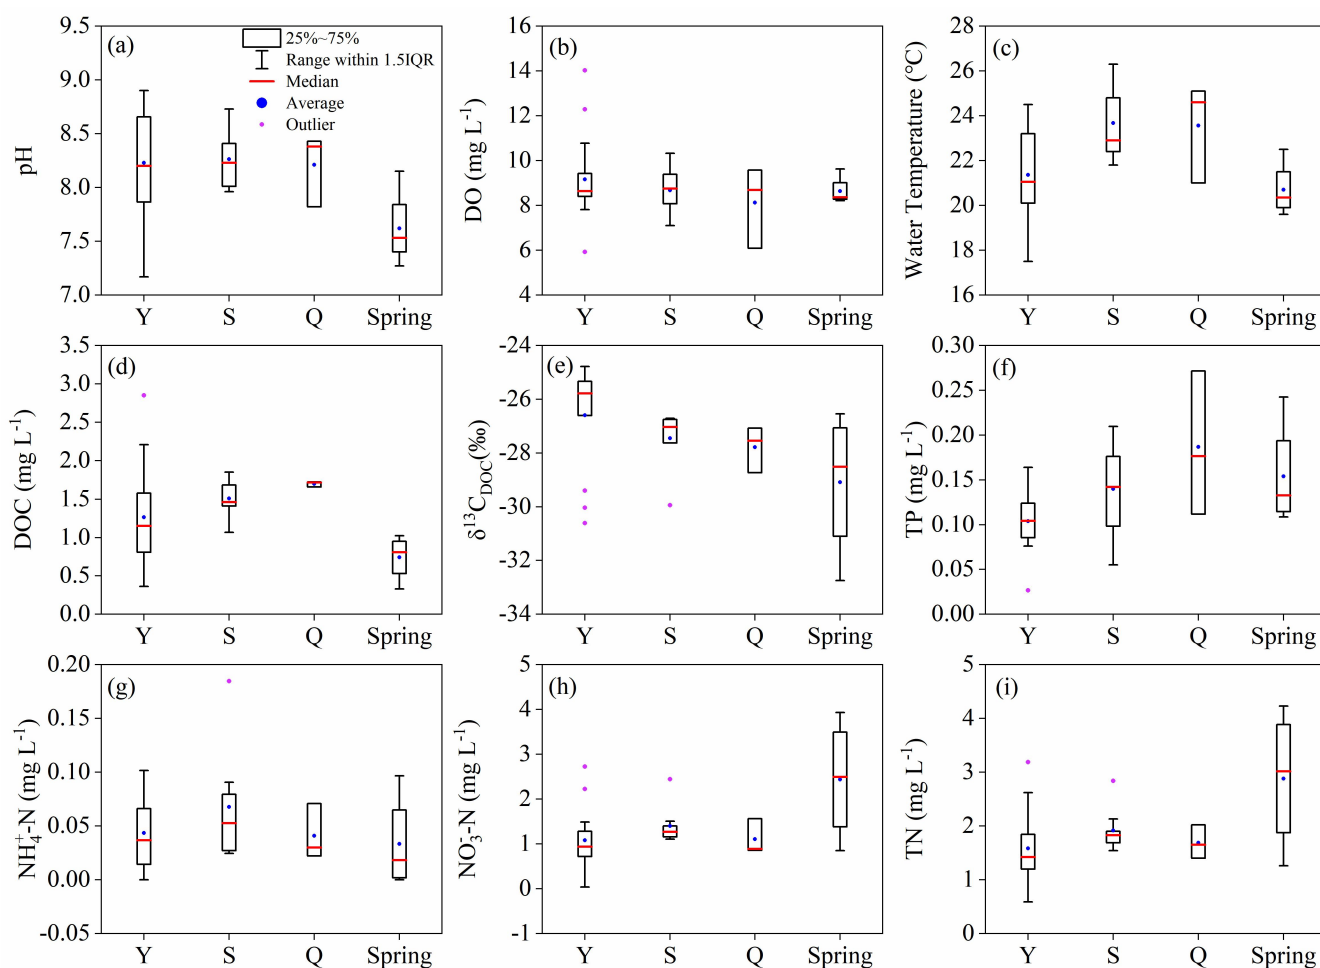 (a)
pH
9.5
9.0
8.5
8.0
7.5
7.0
25%~75%
Range within 1.5IQR
Median
Average
Outlier
Y S Q Spring
(b)
DO (mg L⁻¹)
16
14
12
10
8
6
4
Y S Q Spring
(c)
Water Temperature (℃)
28
26
24
22
20
18
16
Y S Q Spring
(d)
DOC (mg L⁻¹)
3.5
3.0
2.5
2.0
1.5
1.0
0.5
0.0
Y S Q Spring
(e)
δ¹³C_DOC(‰)
-24
-26
-28
-30
-32
-34
Y S Q Spring
(f)
TP (mg L⁻¹)
0.30
0.25
0.20
0.15
0.10
0.05
0.00
Y S Q Spring
(g)
NH₄⁺-N (mg L⁻¹)
0.20
0.15
0.10
0.05
0.00
-0.05
Y S Q Spring
(h)
NO₃⁻-N (mg L⁻¹)
5
4
3
2
1
0
-1
Y S Q Spring
(i)
TN (mg L⁻¹)
5
4
3
2
1
0
Y S Q Spring